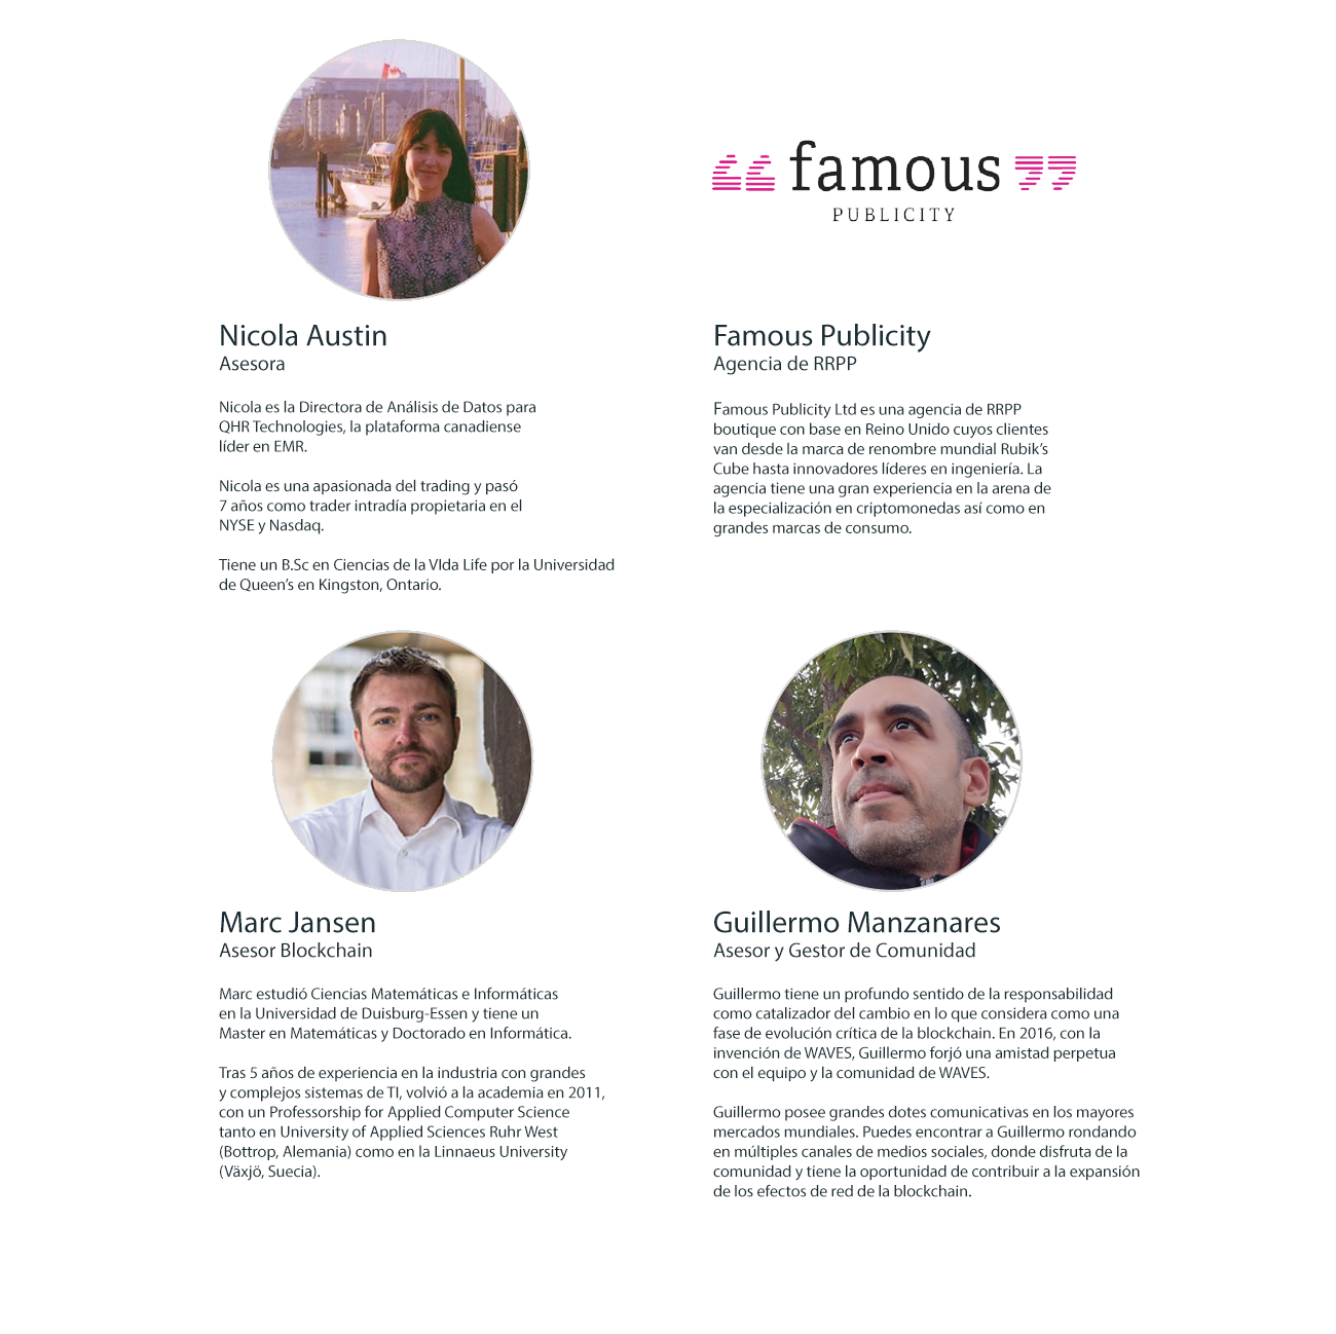 famous
PUBLICITY
Nicola Austin
Asesora
Nicola es la Directora de Análisis de Datos para
QHR Technologies, la plataforma canadiense
líder en EMR.
Nicola es una apasionada del trading y pasó
7 años como trader intradía propietaria en el
NYSE y Nasdaq.
Tiene un B.Sc en Ciencias de la VIda Life por la Universidad
de Queen's en Kingston, Ontario.
Famous Publicity
Agencia de RRPP
Famous Publicity Ltd es una agencia de RRPP
boutique con base en Reino Unido cuyos clientes
van desde la marca de renombre mundial Rubik's
Cube hasta innovadores líderes en ingeniería. La
agencia tiene una gran experiencia en la arena de
la especialización en criptomonedas así como en
grandes marcas de consumo.
Marc Jansen
Asesor Blockchain
Marc estudió Ciencias Matemáticas e Informáticas
en la Universidad de Duisburg-Essen y tiene un
Master en Matemáticas y Doctorado en Informática.
Tras 5 años de experiencia en la industria con grandes
y complejos sistemas de TI, volvió a la academia en 2011,
con un Professorship for Applied Computer Science
tanto en University of Applied Sciences Ruhr West
(Bottrop, Alemania) como en la Linnaeus University
(Växjö, Suecia).
Guillermo Manzanares
Asesor y Gestor de Comunidad
Guillermo tiene un profundo sentido de la responsabilidad
como catalizador del cambio en lo que considera como una
fase de evolución crítica de la blockchain. En 2016, con la
invención de WAVES, Guillermo forjó una amistad perpetua
con el equipo y la comunidad de WAVES.
Guillermo posee grandes dotes comunicativas en los mayores
mercados mundiales. Puedes encontrar a Guillermo rondando
en múltiples canales de medios sociales, donde disfruta de la
comunidad y tiene la oportunidad de contribuir a la expansión
de los efectos de red de la blockchain.